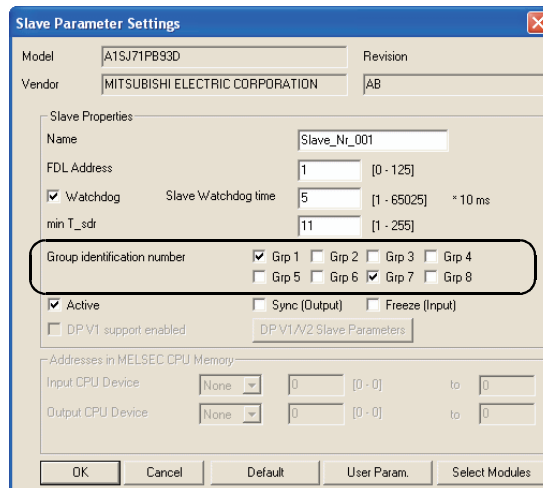 Slave Parameter Settings
Model A1SJ71PB93D Revision
Vendor MITSUBISHI ELECTRIC CORPORATION AB
Slave Properties
Name Slave_Nr_001
FDL Address 1 [0 - 125]
Watchdog Slave Watchdog time 5 [1 - 65025] * 10 ms
min T_sdr 11 [1 - 255]
Group identification number Grp 1 Grp 2 Grp 3 Grp 4
Grp 5 Grp 6 Grp 7 Grp 8
Active Sync (Output) Freeze (Input)
DP V1 support enabled DP V1/V2 Slave Parameters
Addresses in MELSEC CPU Memory
Input CPU Device None 0 [0 - 0] to 0
Output CPU Device None 0 [0 - 0] to 0
OK Cancel Default User Param. Select Modules